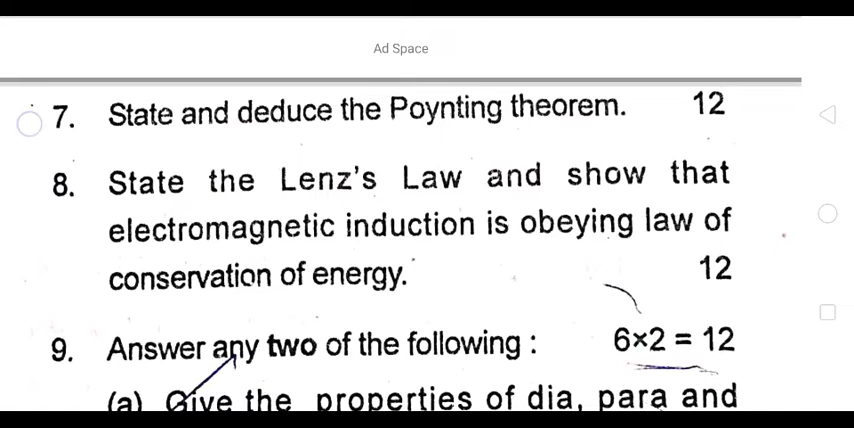 Ad Space
7. State and deduce the Poynting theorem. 12
8. State the Lenz's Law and show that
electromagnetic induction is obeying law of
conservation of energy. 12
9. Answer any two of the following : 6×2 = 12
(a) Give the properties of dia, para and